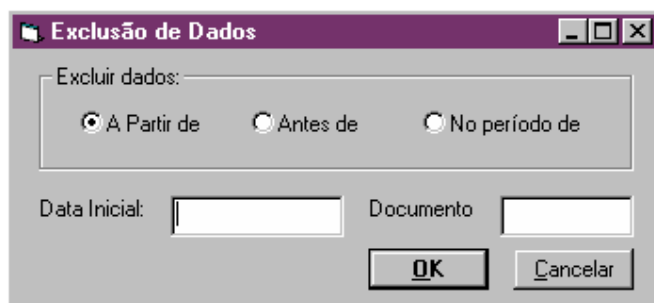 Exclusão de Dados
Excluir dados:
A Partir de Antes de No período de
Data Inicial: Documento
OK Cancelar